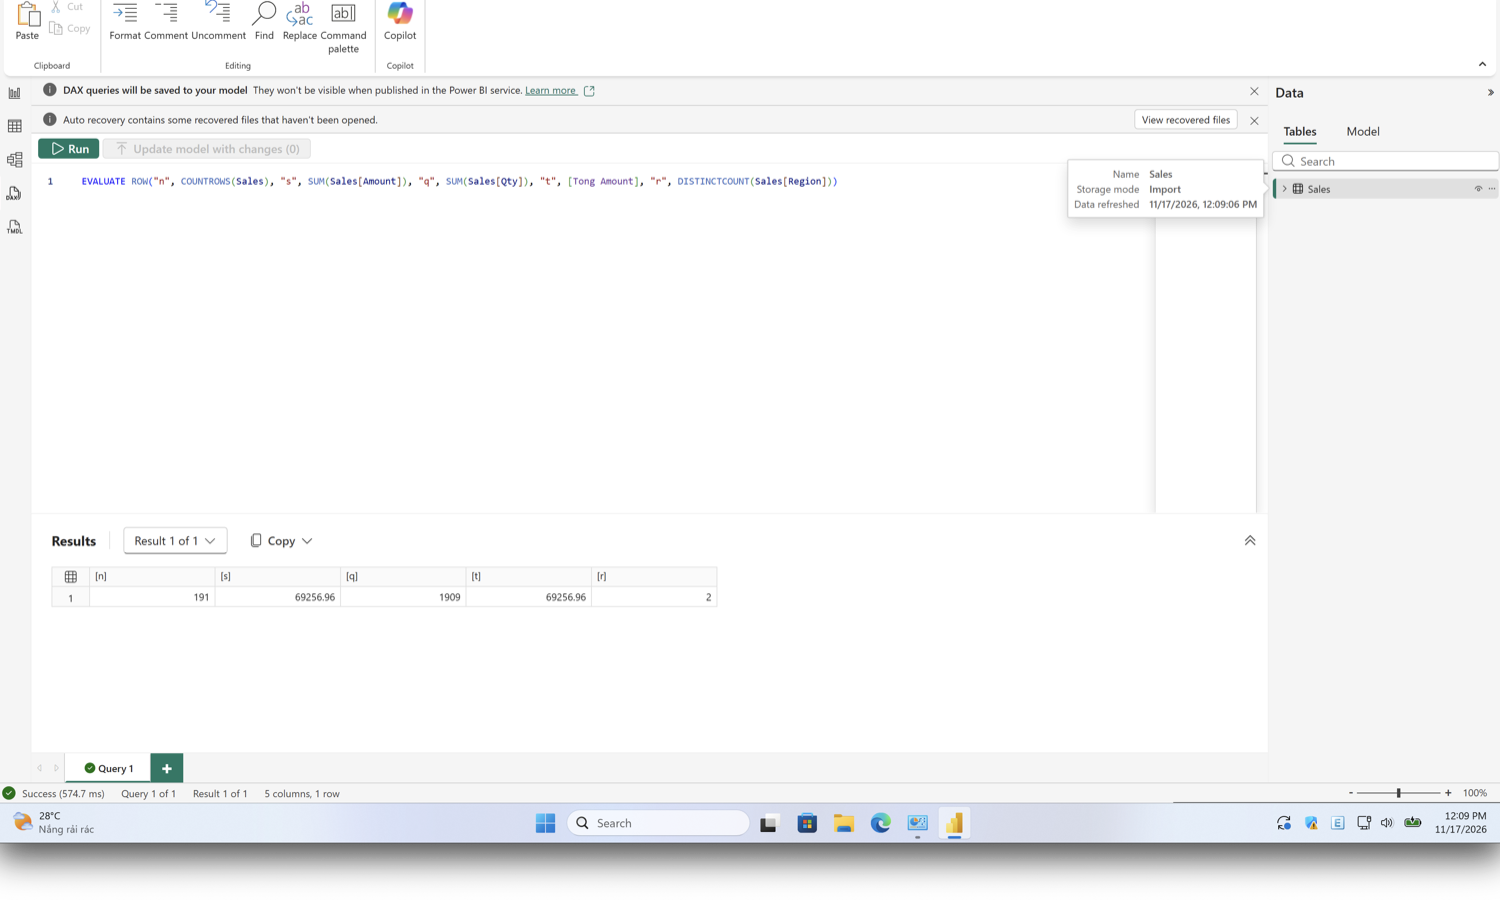 Paste
Cut
Copy
Format
Comment
Uncomment
Find
Replace
Command palette
Copilot
Clipboard
Editing
Copilot
DAX queries will be saved to your model They won't be visible when published in the Power BI service. Learn more
Auto recovery contains some recovered files that haven't been opened.
View recovered files
Run
Update model with changes (0)
1 EVALUATE ROW("n", COUNTROWS(Sales), "s", SUM(Sales[Amount]), "q", SUM(Sales[Qty]), "t", [Tong Amount], "r", DISTINCTCOUNT(Sales[Region]))
Name Sales
Storage mode Import
Data refreshed 11/17/2026, 12:09:06 PM
Data
Tables
Model
Search
Sales
DAX
TMDL
Results
Result 1 of 1
Copy
[n] [s] [q] [t] [r]
1 191 69256.96 1909 69256.96 2
Query 1
Success (574.7 ms) Query 1 of 1 Result 1 of 1 5 columns, 1 row
- + 100%
28°C
Nắng rải rác
Search
12:09 PM
11/17/2026